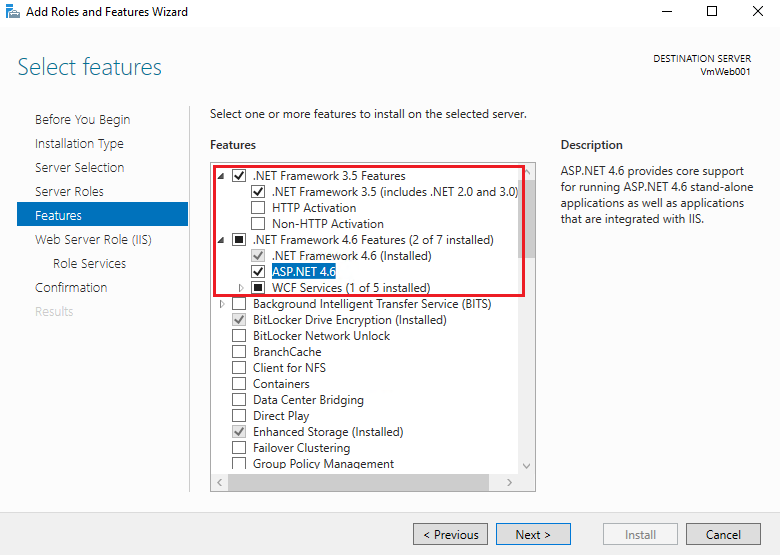 Add Roles and Features Wizard
Select features
DESTINATION SERVER
VmWeb001
Before You Begin
Installation Type
Server Selection
Server Roles
Features
Web Server Role (IIS)
Role Services
Confirmation
Results
Select one or more features to install on the selected server.
Features
.NET Framework 3.5 Features
.NET Framework 3.5 (includes .NET 2.0 and 3.0)
HTTP Activation
Non-HTTP Activation
.NET Framework 4.6 Features (2 of 7 installed)
.NET Framework 4.6 (Installed)
ASP.NET 4.6
WCF Services (1 of 5 installed)
Background Intelligent Transfer Service (BITS)
BitLocker Drive Encryption (Installed)
BitLocker Network Unlock
BranchCache
Client for NFS
Containers
Data Center Bridging
Direct Play
Enhanced Storage (Installed)
Failover Clustering
Group Policy Management
Description
ASP.NET 4.6 provides core support
for running ASP.NET 4.6 stand-alone
applications as well as applications
that are integrated with IIS.
< Previous
Next >
Install
Cancel